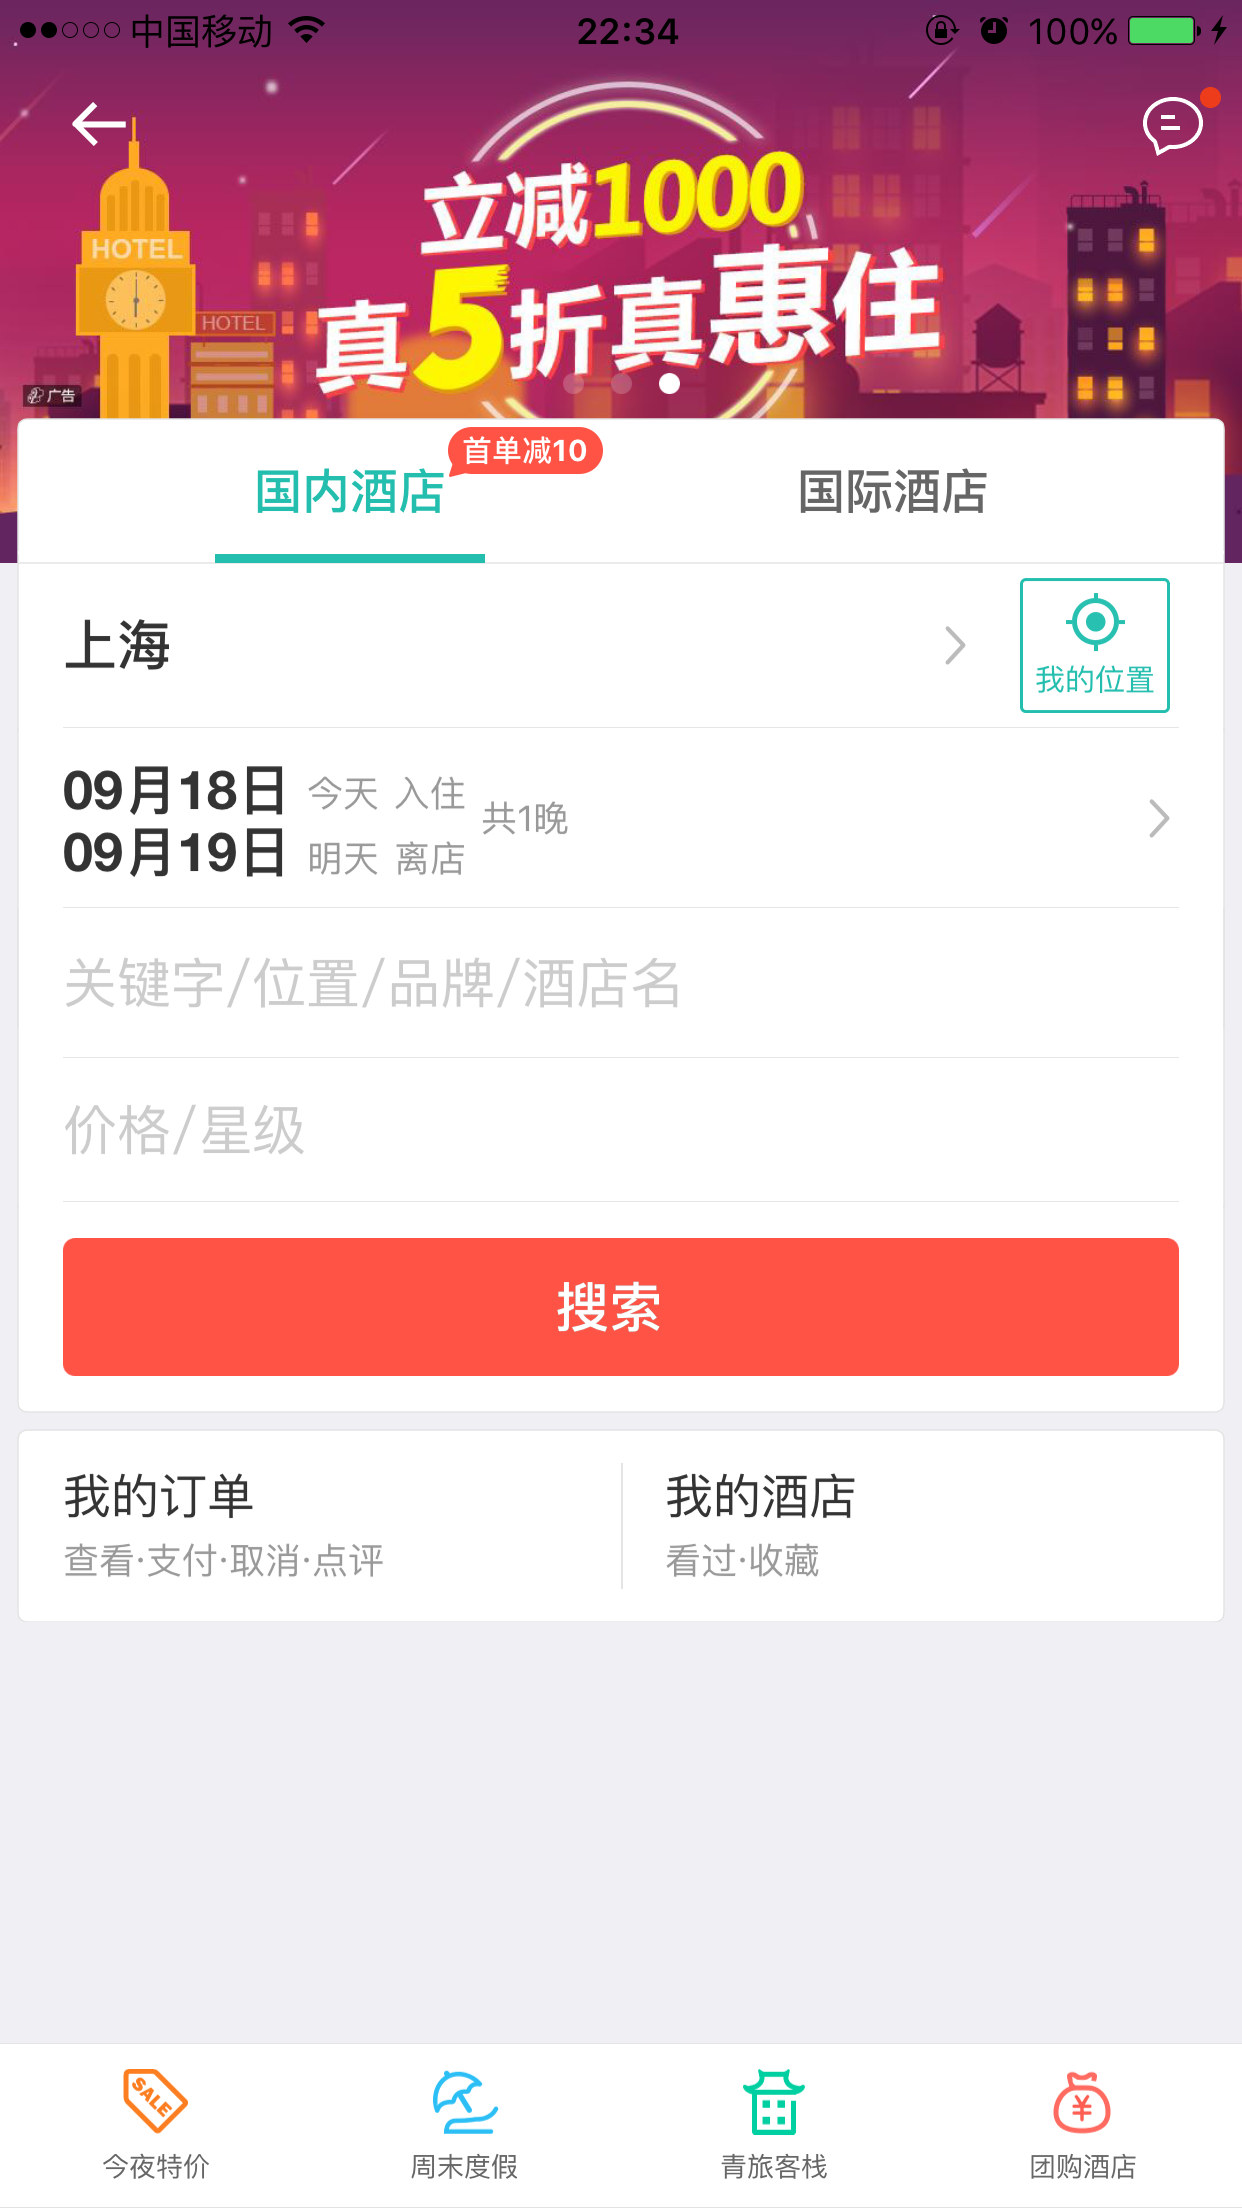 中国移动
22:34
100%
立减1000
真5折真惠住
HOTEL
HOTEL
广告
首单减10
国内酒店
国际酒店
上海
我的位置
09月18日 今天 入住
共1晚
09月19日 明天 离店
关键字/位置/品牌/酒店名
价格/星级
搜索
我的订单
我的酒店
查看·支付·取消·点评
看过·收藏
SALE
¥
今夜特价
周末度假
青旅客栈
团购酒店